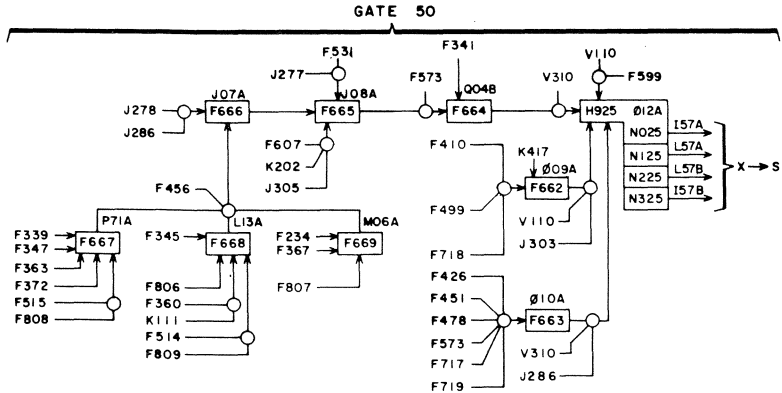 GATE 50
F531
F341
V110
J277
F573
V310
F599
J07A
J08A
Q04B
J278
F666
F665
F664
H925
Ø12A
J286
N025
I57A
F607
F410
K417
N125
L57A
K202
Ø09A
X → S
J305
N225
L57B
F662
F456
F499
N325
I57B
P71A
L13A
M06A
V110
F339
F345
F234
J303
F347
F667
F668
F367
F669
F718
F363
F426
F372
F806
F807
F451
Ø10A
F515
F360
F478
F663
F808
K111
F573
F514
V310
F717
F809
J286
F719